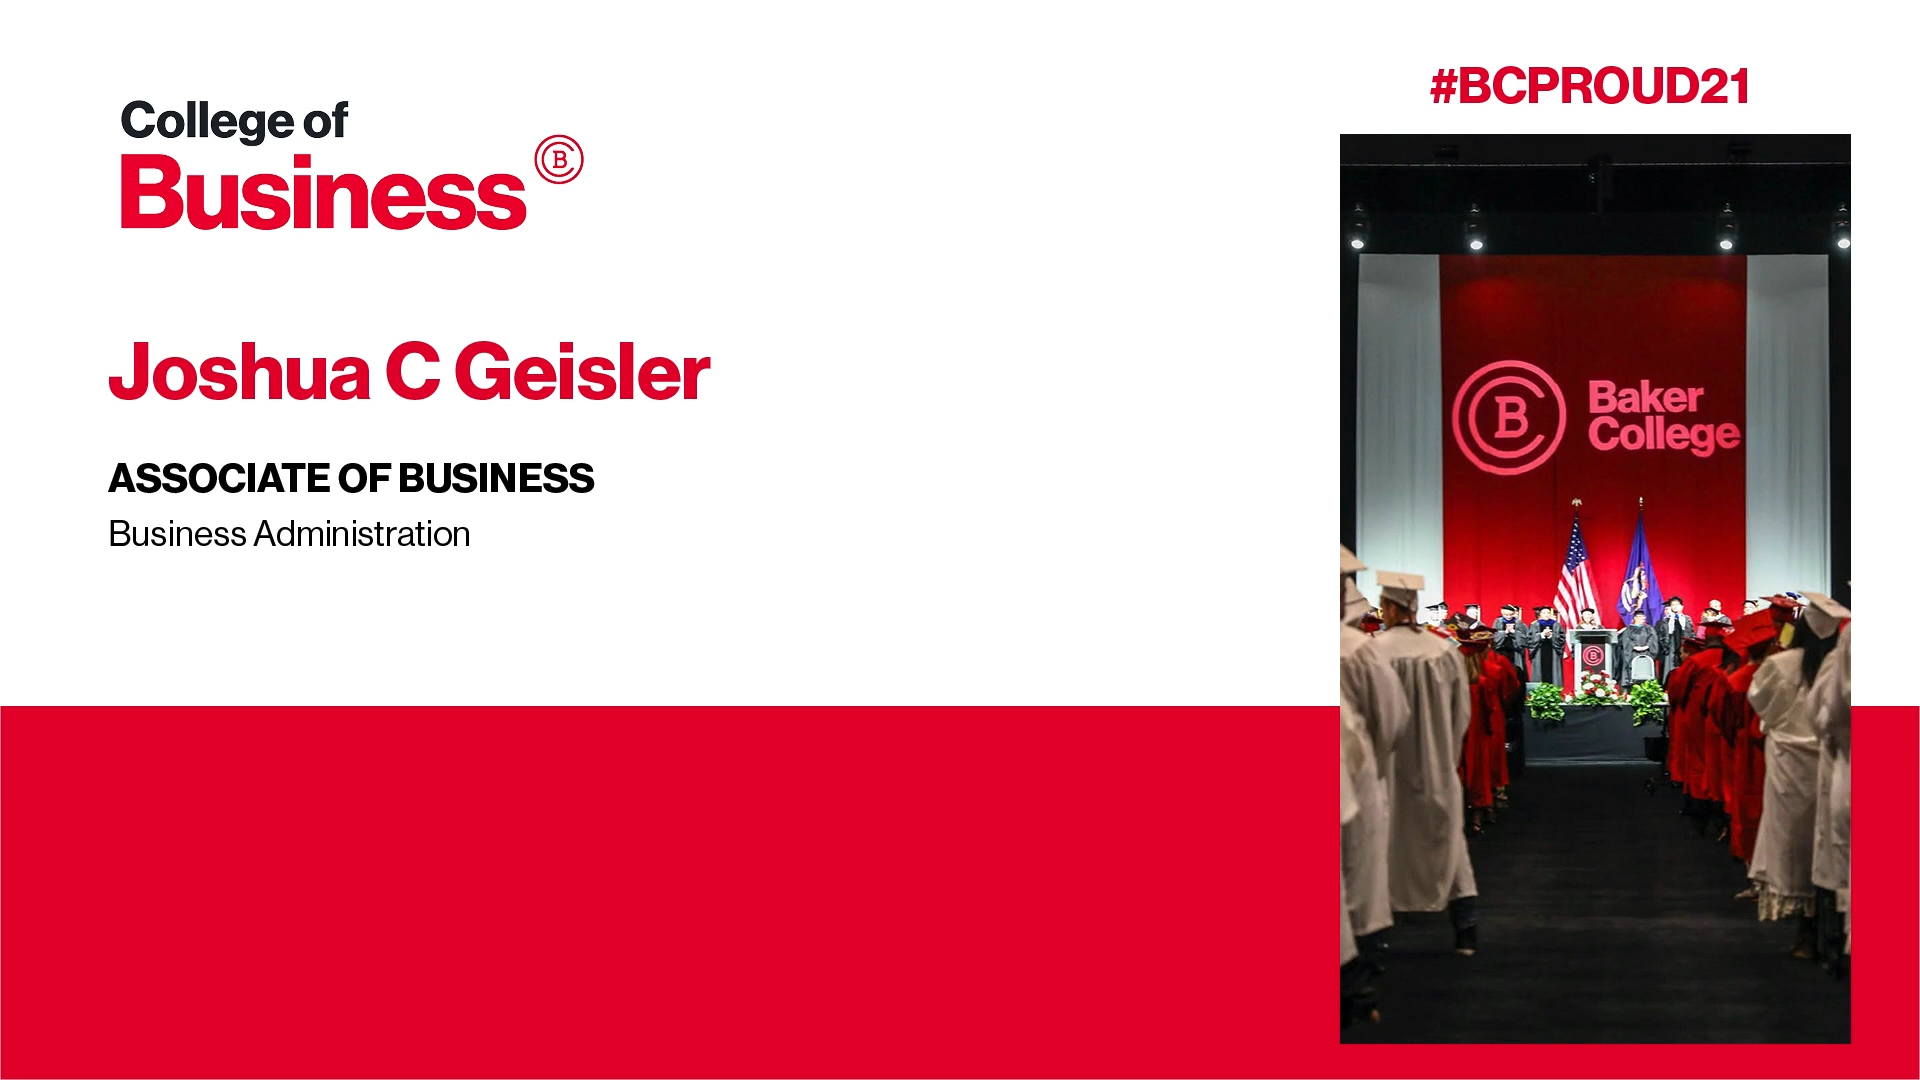 College of
Business
B
Joshua C Geisler
ASSOCIATE OF BUSINESS
Business Administration
#BCPROUD21
B
Baker
College
B